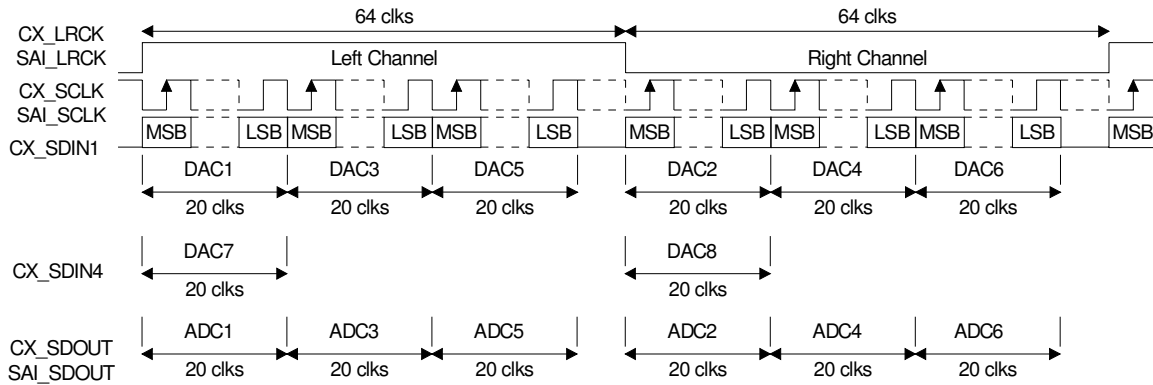 64 clks 64 clks
CX_LRCK
SAI_LRCK Left Channel Right Channel
CX_SCLK
SAI_SCLK
MSB LSB MSB LSB MSB LSB MSB LSB MSB LSB MSB LSB MSB
CX_SDIN1
DAC1 DAC3 DAC5 DAC2 DAC4 DAC6
20 clks 20 clks 20 clks 20 clks 20 clks 20 clks
DAC7 DAC8
CX_SDIN4
20 clks 20 clks
ADC1 ADC3 ADC5 ADC2 ADC4 ADC6
CX_SDOUT
SAI_SDOUT
20 clks 20 clks 20 clks 20 clks 20 clks 20 clks